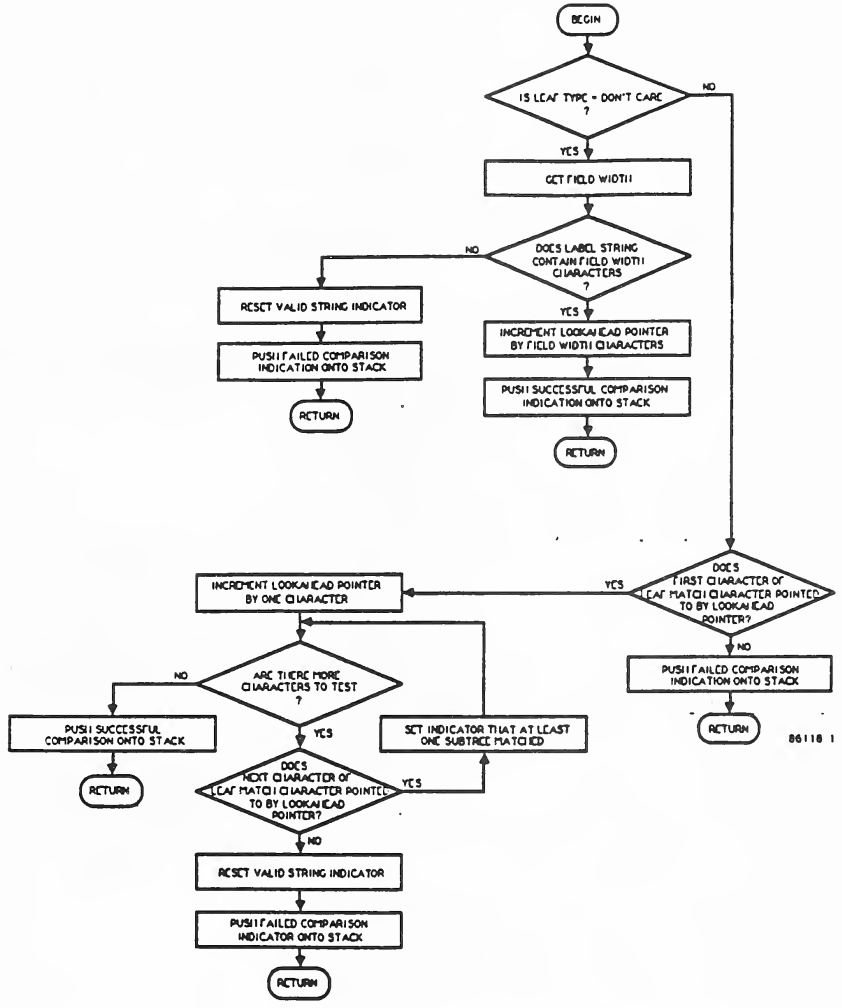 BEGIN
IS LEAF TYPE = DON'T CARE
?
NO
YES
GET FIELD WIDTH
DOES LABEL STRING
CONTAIN FIELD WIDTH
CHARACTERS
?
NO
YES
RESET VALID STRING INDICATOR
PUSH FAILED COMPARISON
INDICATION ONTO STACK
RETURN
INCREMENT LOOKAHEAD POINTER
BY FIELD WIDTH CHARACTERS
PUSH SUCCESSFUL COMPARISON
INDICATION ONTO STACK
RETURN
DOES
FIRST CHARACTER OF
LEAF MATCH CHARACTER POINTED
TO BY LOOKAHEAD
POINTER?
YES
NO
PUSH FAILED COMPARISON
INDICATION ONTO STACK
RETURN
86118 1
INCREMENT LOOKAHEAD POINTER
BY ONE CHARACTER
ARE THERE MORE
CHARACTERS TO TEST
?
NO
YES
PUSH SUCCESSFUL
COMPARISON ONTO STACK
RETURN
SET INDICATOR THAT AT LEAST
ONE SUBTREE MATCHED
DOES
NEXT CHARACTER OF
LEAF MATCH CHARACTER POINTED
TO BY LOOKAHEAD
POINTER?
YES
NO
RESET VALID STRING INDICATOR
PUSH FAILED COMPARISON
INDICATOR ONTO STACK
RETURN